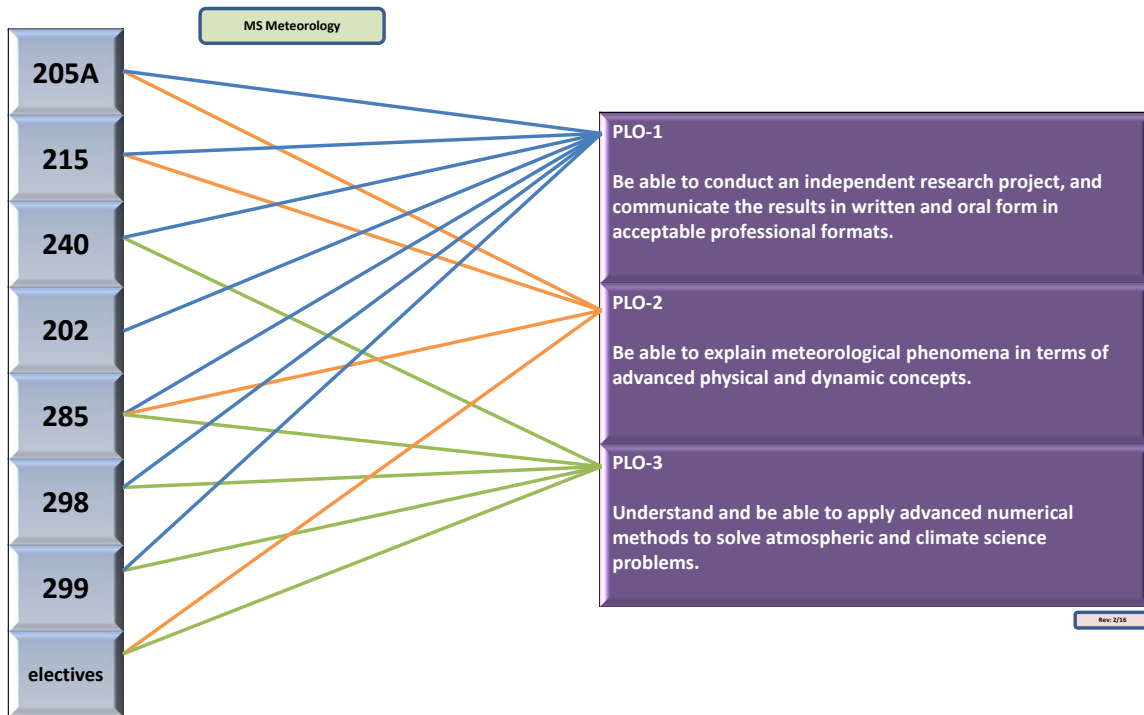 MS Meteorology
205A
215
240
202
285
298
299
electives
PLO-1
Be able to conduct an independent research project, and
communicate the results in written and oral form in
acceptable professional formats.
PLO-2
Be able to explain meteorological phenomena in terms of
advanced physical and dynamic concepts.
PLO-3
Understand and be able to apply advanced numerical
methods to solve atmospheric and climate science
problems.
Rev: 2/16